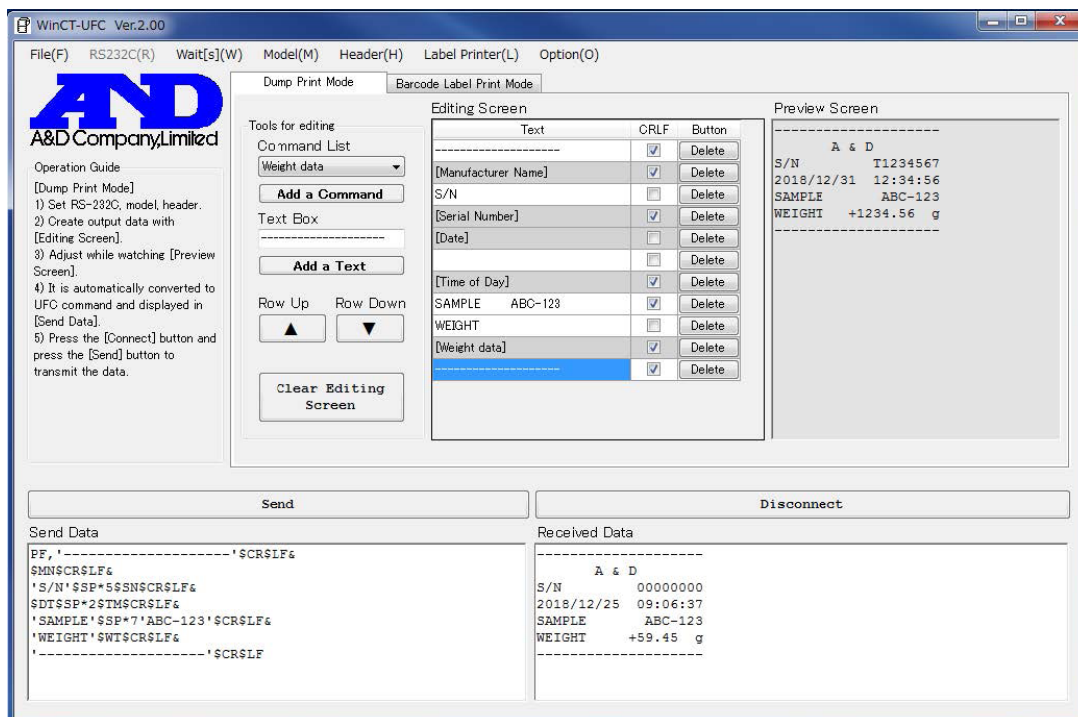 WinCT-UFC Ver.2.00
File(F) RS232C(R) Wait[s](W) Model(M) Header(H) Label Printer(L) Option(O)
AND
A&D Company,Limited
Operation Guide
[Dump Print Mode]
1) Set RS-232C, model, header.
2) Create output data with
[Editing Screen].
3) Adjust while watching [Preview
Screen].
4) It is automatically converted to
UFC command and displayed in
[Send Data].
5) Press the [Connect] button and
press the [Send] button to
transmit the data.
Dump Print Mode Barcode Label Print Mode
Tools for editing
Command List
Weight data
Add a Command
Text Box
--------------------
Add a Text
Row Up Row Down
▲ ▼
Clear Editing
Screen
Editing Screen
Text CRLF Button
-------------------- Delete
[Manufacturer Name] Delete
S/N Delete
[Serial Number] Delete
[Date] Delete
Delete
[Time of Day] Delete
SAMPLE ABC-123 Delete
WEIGHT Delete
[Weight data] Delete
-------------------- Delete
Preview Screen
--------------------
A & D
S/N T1234567
2018/12/31 12:34:56
SAMPLE ABC-123
WEIGHT +1234.56 g
--------------------
Send Disconnect
Send Data
PF,'--------------------'$CR$LF&
$MN$CR$LF&
'S/N'$SP*5$SN$CR$LF&
$DT$SP*2$TM$CR$LF&
'SAMPLE'$SP*7'ABC-123'$CR$LF&
'WEIGHT'$WT$CR$LF&
'--------------------'$CR$LF
Received Data
--------------------
A & D
S/N 00000000
2018/12/25 09:06:37
SAMPLE ABC-123
WEIGHT +59.45 g
--------------------